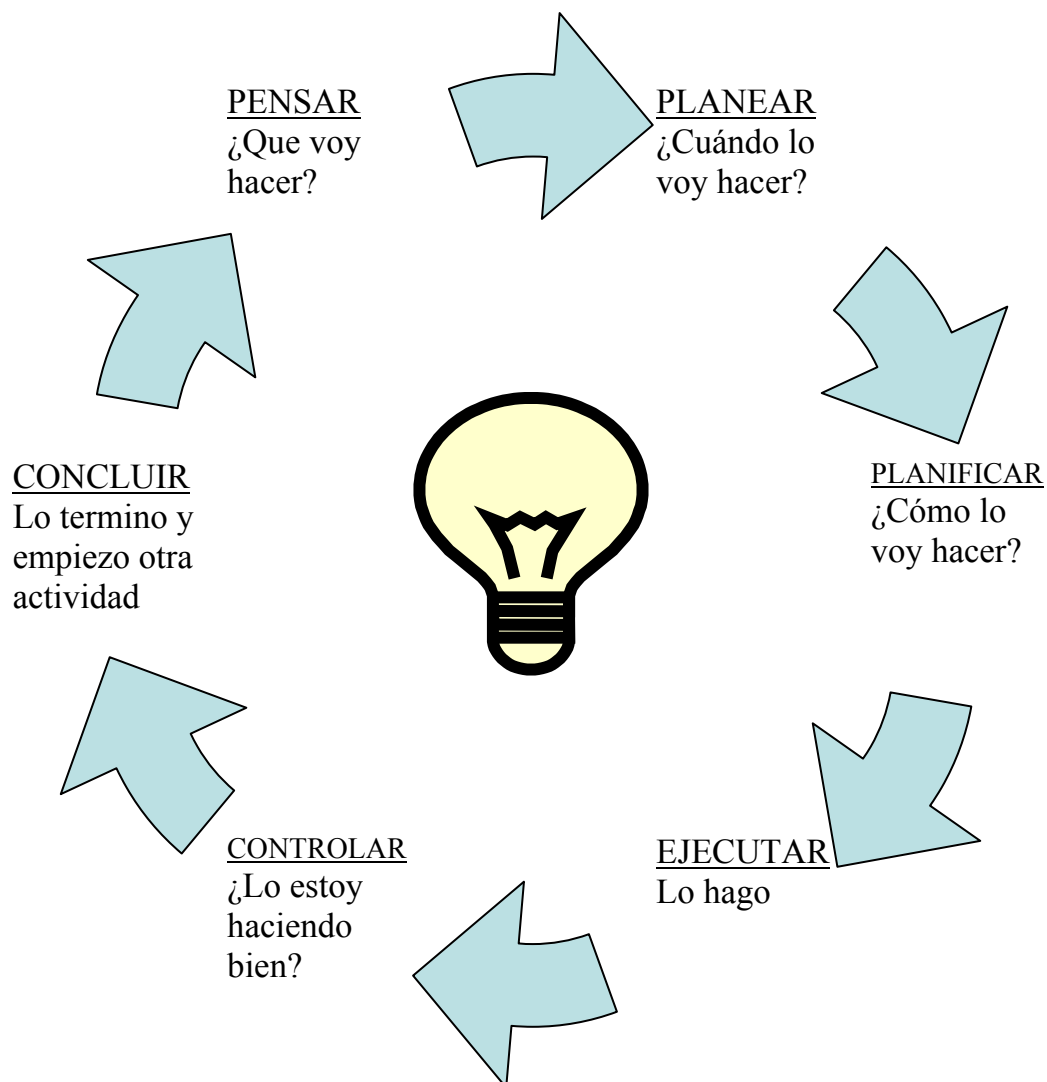 PENSAR
¿Que voy
hacer?
PLANEAR
¿Cuándo lo
voy hacer?
PLANIFICAR
¿Cómo lo
voy hacer?
EJECUTAR
Lo hago
CONTROLAR
¿Lo estoy
haciendo
bien?
CONCLUIR
Lo termino y
empiezo otra
actividad